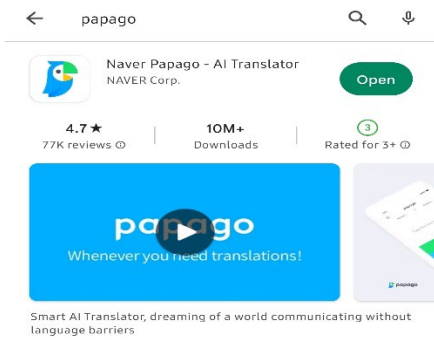 papago
Naver Papago - AI Translator
NAVER Corp.
Open
4.7★
77K reviews
10M+
Downloads
3
Rated for 3+
papago
Whenever you need translations!
papago
Smart AI Translator, dreaming of a world communicating without
language barriers